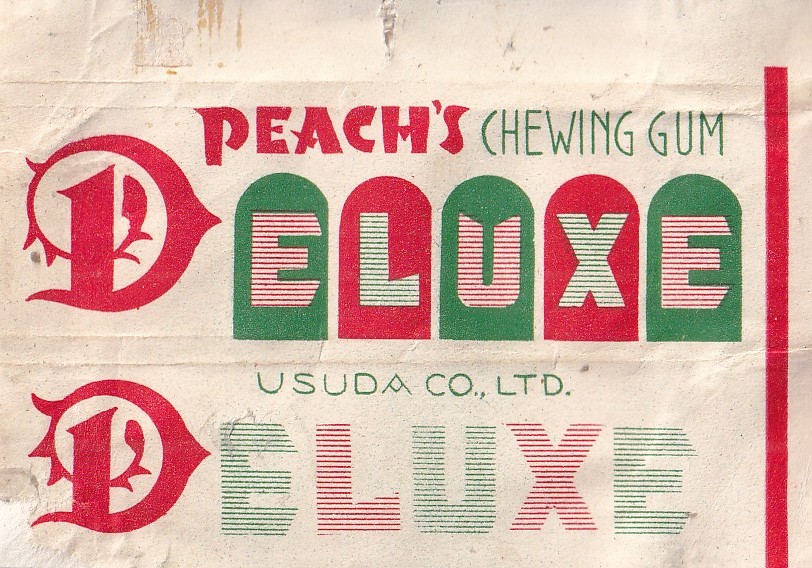 PEACH'S CHEWING GUM
DELUXE
USUDA CO., LTD.
DELUXE